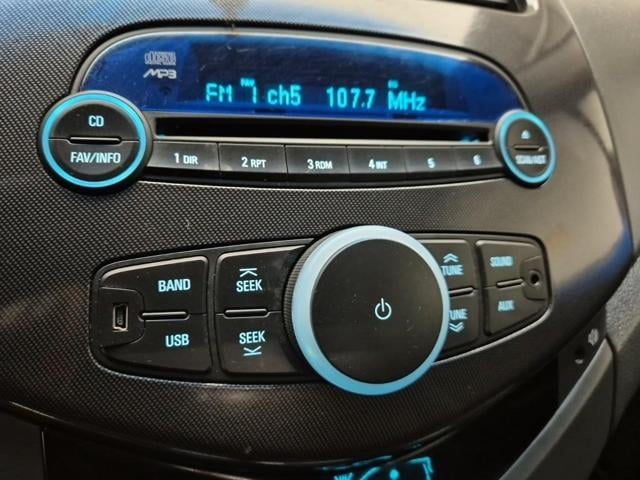 MP3
FAV
FM 1 ch5 107.7 MHz
CD
FAV/INFO
1 DIR
2 RPT
3 RDM
4 INT
5
6
SCAN/AST
BAND
SEEK
TUNE
SOUND
USB
SEEK
TUNE
AUX